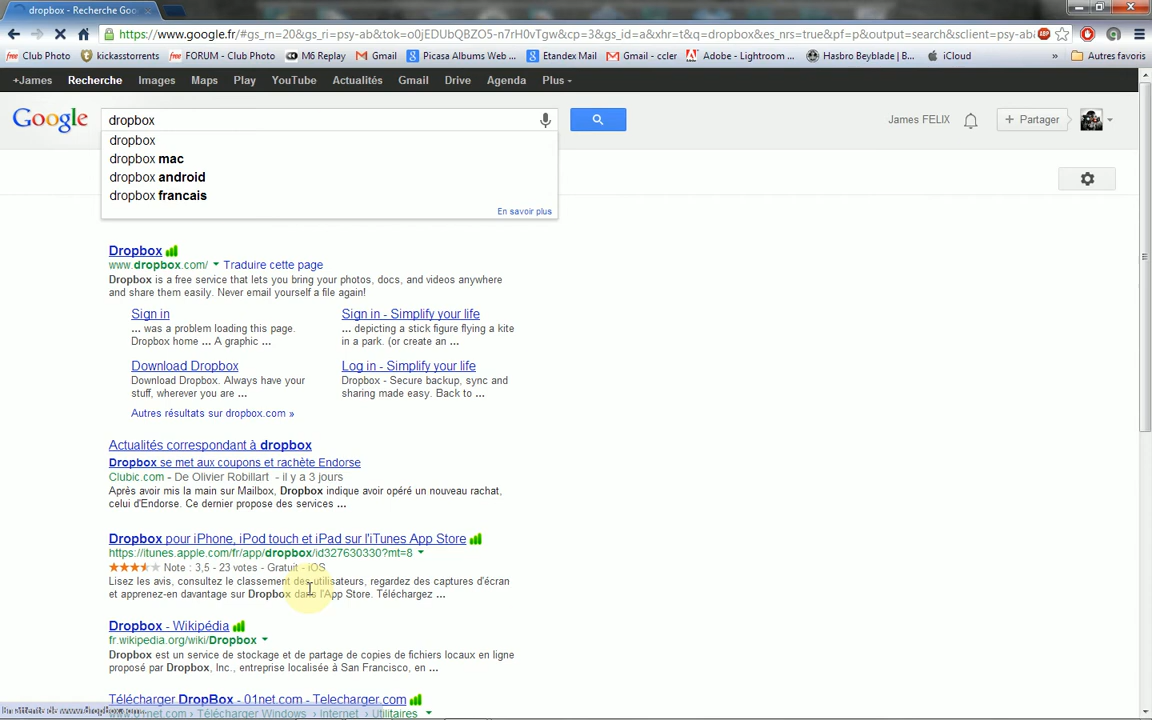 dropbox - Recherche Goo
https://www.google.fr/#gs_rn=20&gs_ri=psy-ab&tok=o0jEDUbQBZO5-n7rH0vTgw&cp=3&gs_id=a&xhr=t&q=dropbox&es_nrs=true&pf=p&output=search&sclient=psy-ab
Club Photo kickasstorrents FORUM - Club Photo M6 Replay Gmail Picasa Albums Web ... Etandex Mail Gmail - ccler Adobe - Lightroom ... Hasbro Beyblade | B... iCloud » Autres favoris
+James Recherche Images Maps Play YouTube Actualités Gmail Drive Agenda Plus
Google dropbox James FELIX + Partager
dropbox
dropbox mac
dropbox android
dropbox francais
En savoir plus
Dropbox
www.dropbox.com/ Traduire cette page
Dropbox is a free service that lets you bring your photos, docs, and videos anywhere
and share them easily. Never email yourself a file again!
Sign in Sign in - Simplify your life
... was a problem loading this page. ... depicting a stick figure flying a kite
Dropbox home ... A graphic ... in a park. (or create an ...
Download Dropbox Log in - Simplify your life
Download Dropbox. Always have your Dropbox - Secure backup, sync and
stuff, wherever you are ... sharing made easy. Back to ...
Autres résultats sur dropbox.com »
Actualités correspondant à dropbox
Dropbox se met aux coupons et rachète Endorse
Clubic.com - De Olivier Robillart - il y a 3 jours
Après avoir mis la main sur Mailbox, Dropbox indique avoir opéré un nouveau rachat,
celui d'Endorse. Ce dernier propose des services ...
Dropbox pour iPhone, iPod touch et iPad sur l'iTunes App Store
https://itunes.apple.com/fr/app/dropbox/id327630330?mt=8
Note : 3,5 - 23 votes - Gratuit - iOS
Lisez les avis, consultez le classement des utilisateurs, regardez des captures d'écran
et apprenez-en davantage sur Dropbox dans l'App Store. Téléchargez ...
Dropbox - Wikipédia
fr.wikipedia.org/wiki/Dropbox
Dropbox est un service de stockage et de partage de copies de fichiers locaux en ligne
proposé par Dropbox, Inc., entreprise localisée à San Francisco, en ...
Télécharger DropBox - 01net.com - Telecharger.com
www.01net.com › Télécharger Windows › Internet › Utilitaires